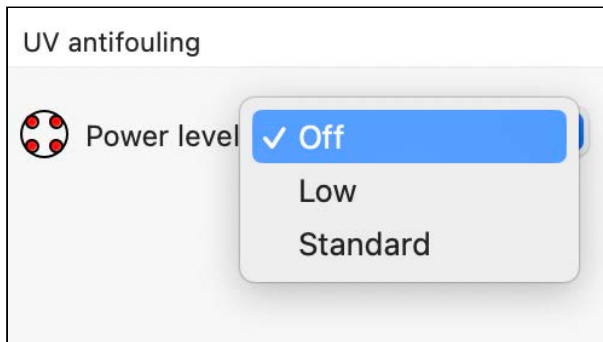 UV antifouling
Power level
✓ Off
Low
Standard